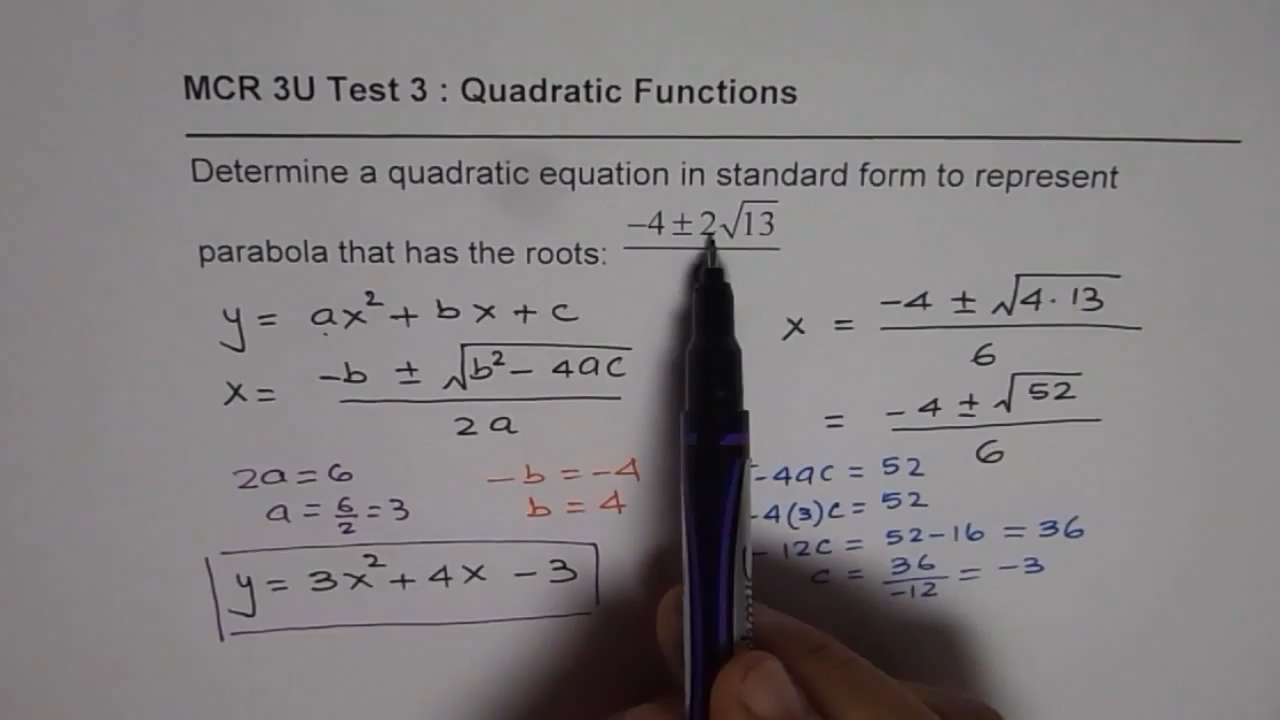 MCR 3U Test 3 : Quadratic Functions
Determine a quadratic equation in standard form to represent
parabola that has the roots: −4 ± 2√13
y = ax² + bx + c
x = (-b ± √(b² - 4ac)) / 2a
2a = 6
a = 6/2 = 3
-b = -4
b = 4
y = 3x² + 4x - 3
x = (-4 ± √(4·13)) / 6
= (-4 ± √52) / 6
-4ac = 52
-4(3)c = 52
-12c = 52-16 = 36
c = 36/-12 = -3